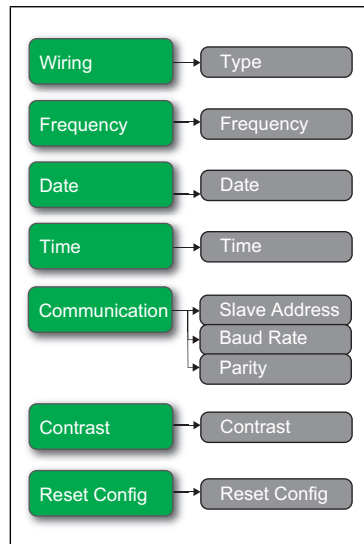 Wiring
Type
Frequency
Frequency
Date
Date
Time
Time
Communication
Slave Address
Baud Rate
Parity
Contrast
Contrast
Reset Config
Reset Config